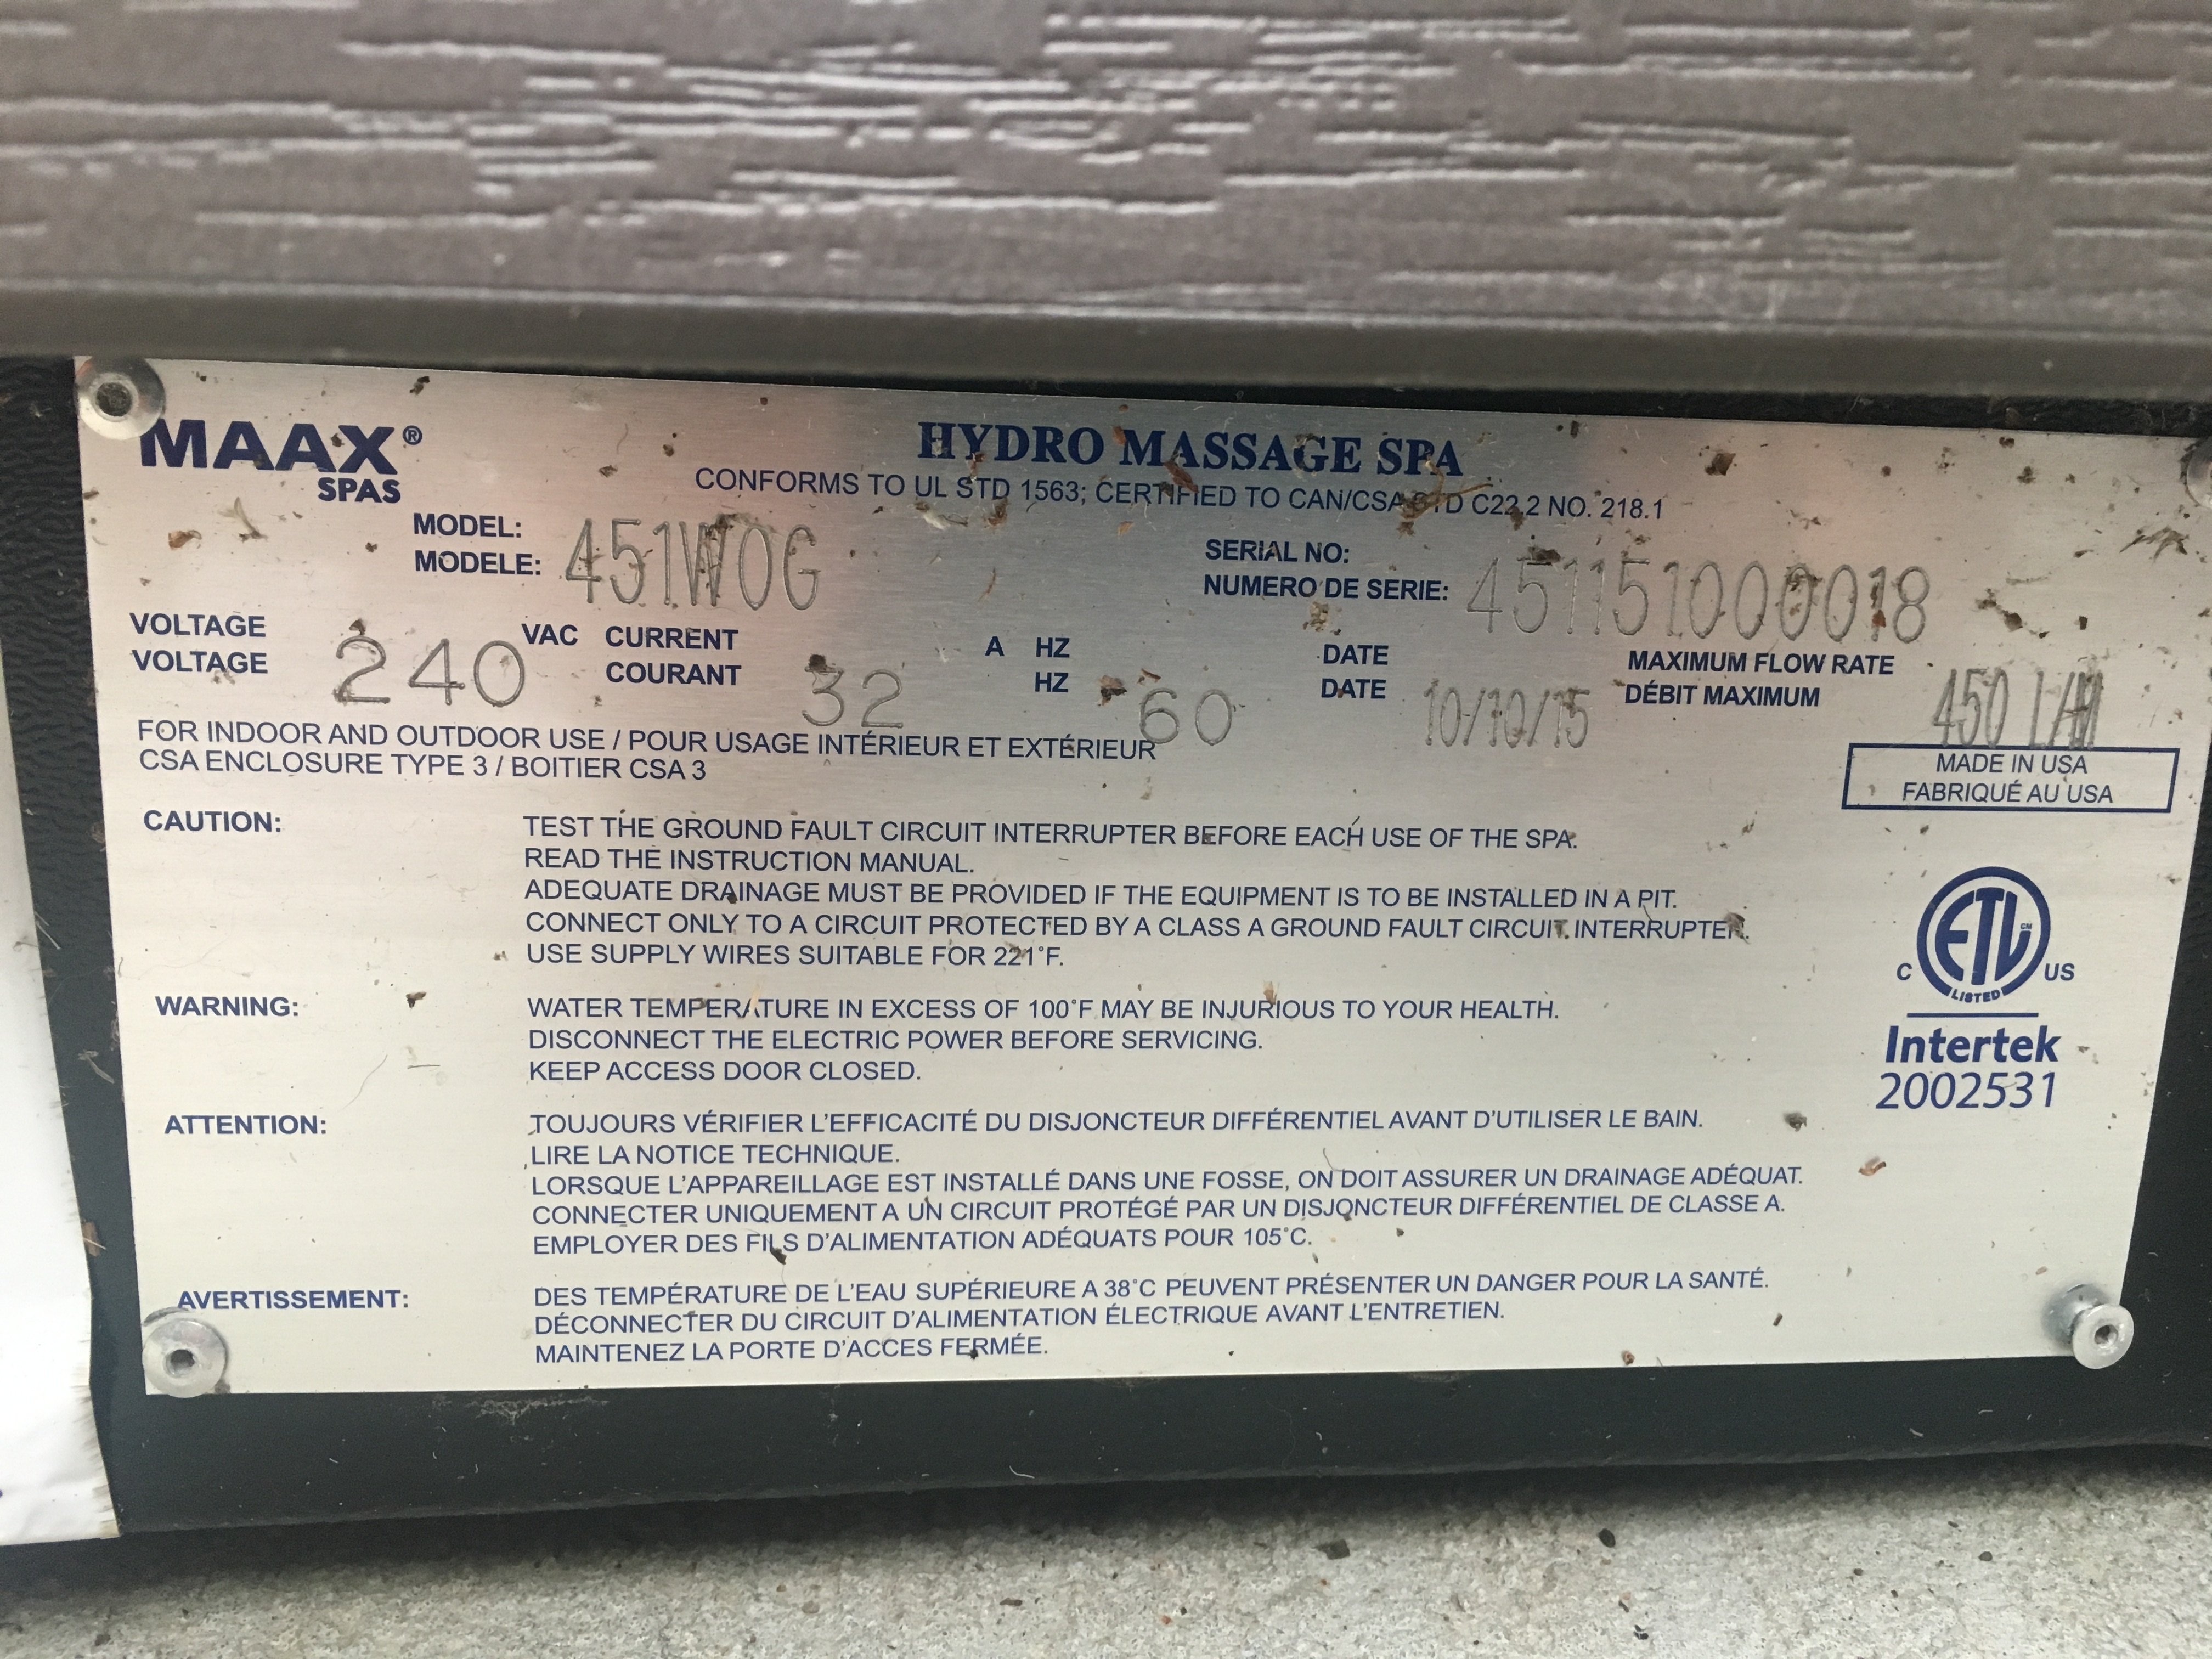 MAAX®
SPAS
HYDRO MASSAGE SPA
CONFORMS TO UL STD 1563; CERTIFIED TO CAN/CSA STD C22.2 NO. 218.1
MODEL:
MODELE: 451WOG
SERIAL NO:
NUMERO DE SERIE: 451151000018
VOLTAGE
VOLTAGE 240 VAC
CURRENT
COURANT 32 A
HZ
HZ 60
DATE
DATE 10/10/15
MAXIMUM FLOW RATE
DÉBIT MAXIMUM 450 L/M
FOR INDOOR AND OUTDOOR USE / POUR USAGE INTÉRIEUR ET EXTÉRIEUR
CSA ENCLOSURE TYPE 3 / BOITIER CSA 3
MADE IN USA
FABRIQUÉ AU USA
CAUTION: TEST THE GROUND FAULT CIRCUIT INTERRUPTER BEFORE EACH USE OF THE SPA.
READ THE INSTRUCTION MANUAL.
ADEQUATE DRAINAGE MUST BE PROVIDED IF THE EQUIPMENT IS TO BE INSTALLED IN A PIT.
CONNECT ONLY TO A CIRCUIT PROTECTED BY A CLASS A GROUND FAULT CIRCUIT INTERRUPTER.
USE SUPPLY WIRES SUITABLE FOR 221°F.
WARNING: WATER TEMPERATURE IN EXCESS OF 100°F MAY BE INJURIOUS TO YOUR HEALTH.
DISCONNECT THE ELECTRIC POWER BEFORE SERVICING.
KEEP ACCESS DOOR CLOSED.
C ETL CM US
LISTED
Intertek
2002531
ATTENTION: TOUJOURS VÉRIFIER L'EFFICACITÉ DU DISJONCTEUR DIFFÉRENTIEL AVANT D'UTILISER LE BAIN.
LIRE LA NOTICE TECHNIQUE.
LORSQUE L'APPAREILLAGE EST INSTALLÉ DANS UNE FOSSE, ON DOIT ASSURER UN DRAINAGE ADÉQUAT.
CONNECTER UNIQUEMENT A UN CIRCUIT PROTÉGÉ PAR UN DISJONCTEUR DIFFÉRENTIEL DE CLASSE A.
EMPLOYER DES FILS D'ALIMENTATION ADÉQUATS POUR 105°C.
AVERTISSEMENT: DES TEMPÉRATURE DE L'EAU SUPÉRIEURE A 38°C PEUVENT PRÉSENTER UN DANGER POUR LA SANTÉ.
DÉCONNECTER DU CIRCUIT D'ALIMENTATION ÉLECTRIQUE AVANT L'ENTRETIEN.
MAINTENEZ LA PORTE D'ACCES FERMÉE.